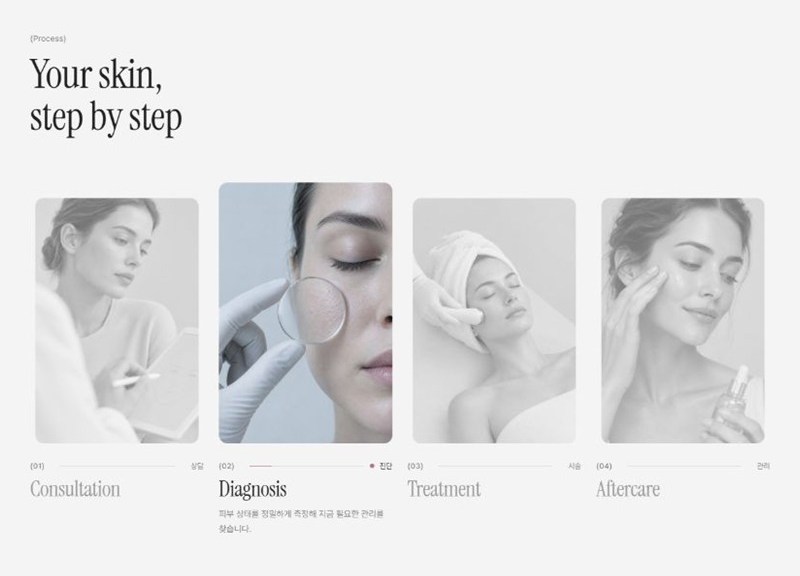 (Process)
Your skin,
step by step
(01) 상담
Consultation
(02) 진단
Diagnosis
피부 상태를 정밀하게 측정해 지금 필요한 관리를
찾습니다.
(03) 시술
Treatment
(04) 관리
Aftercare